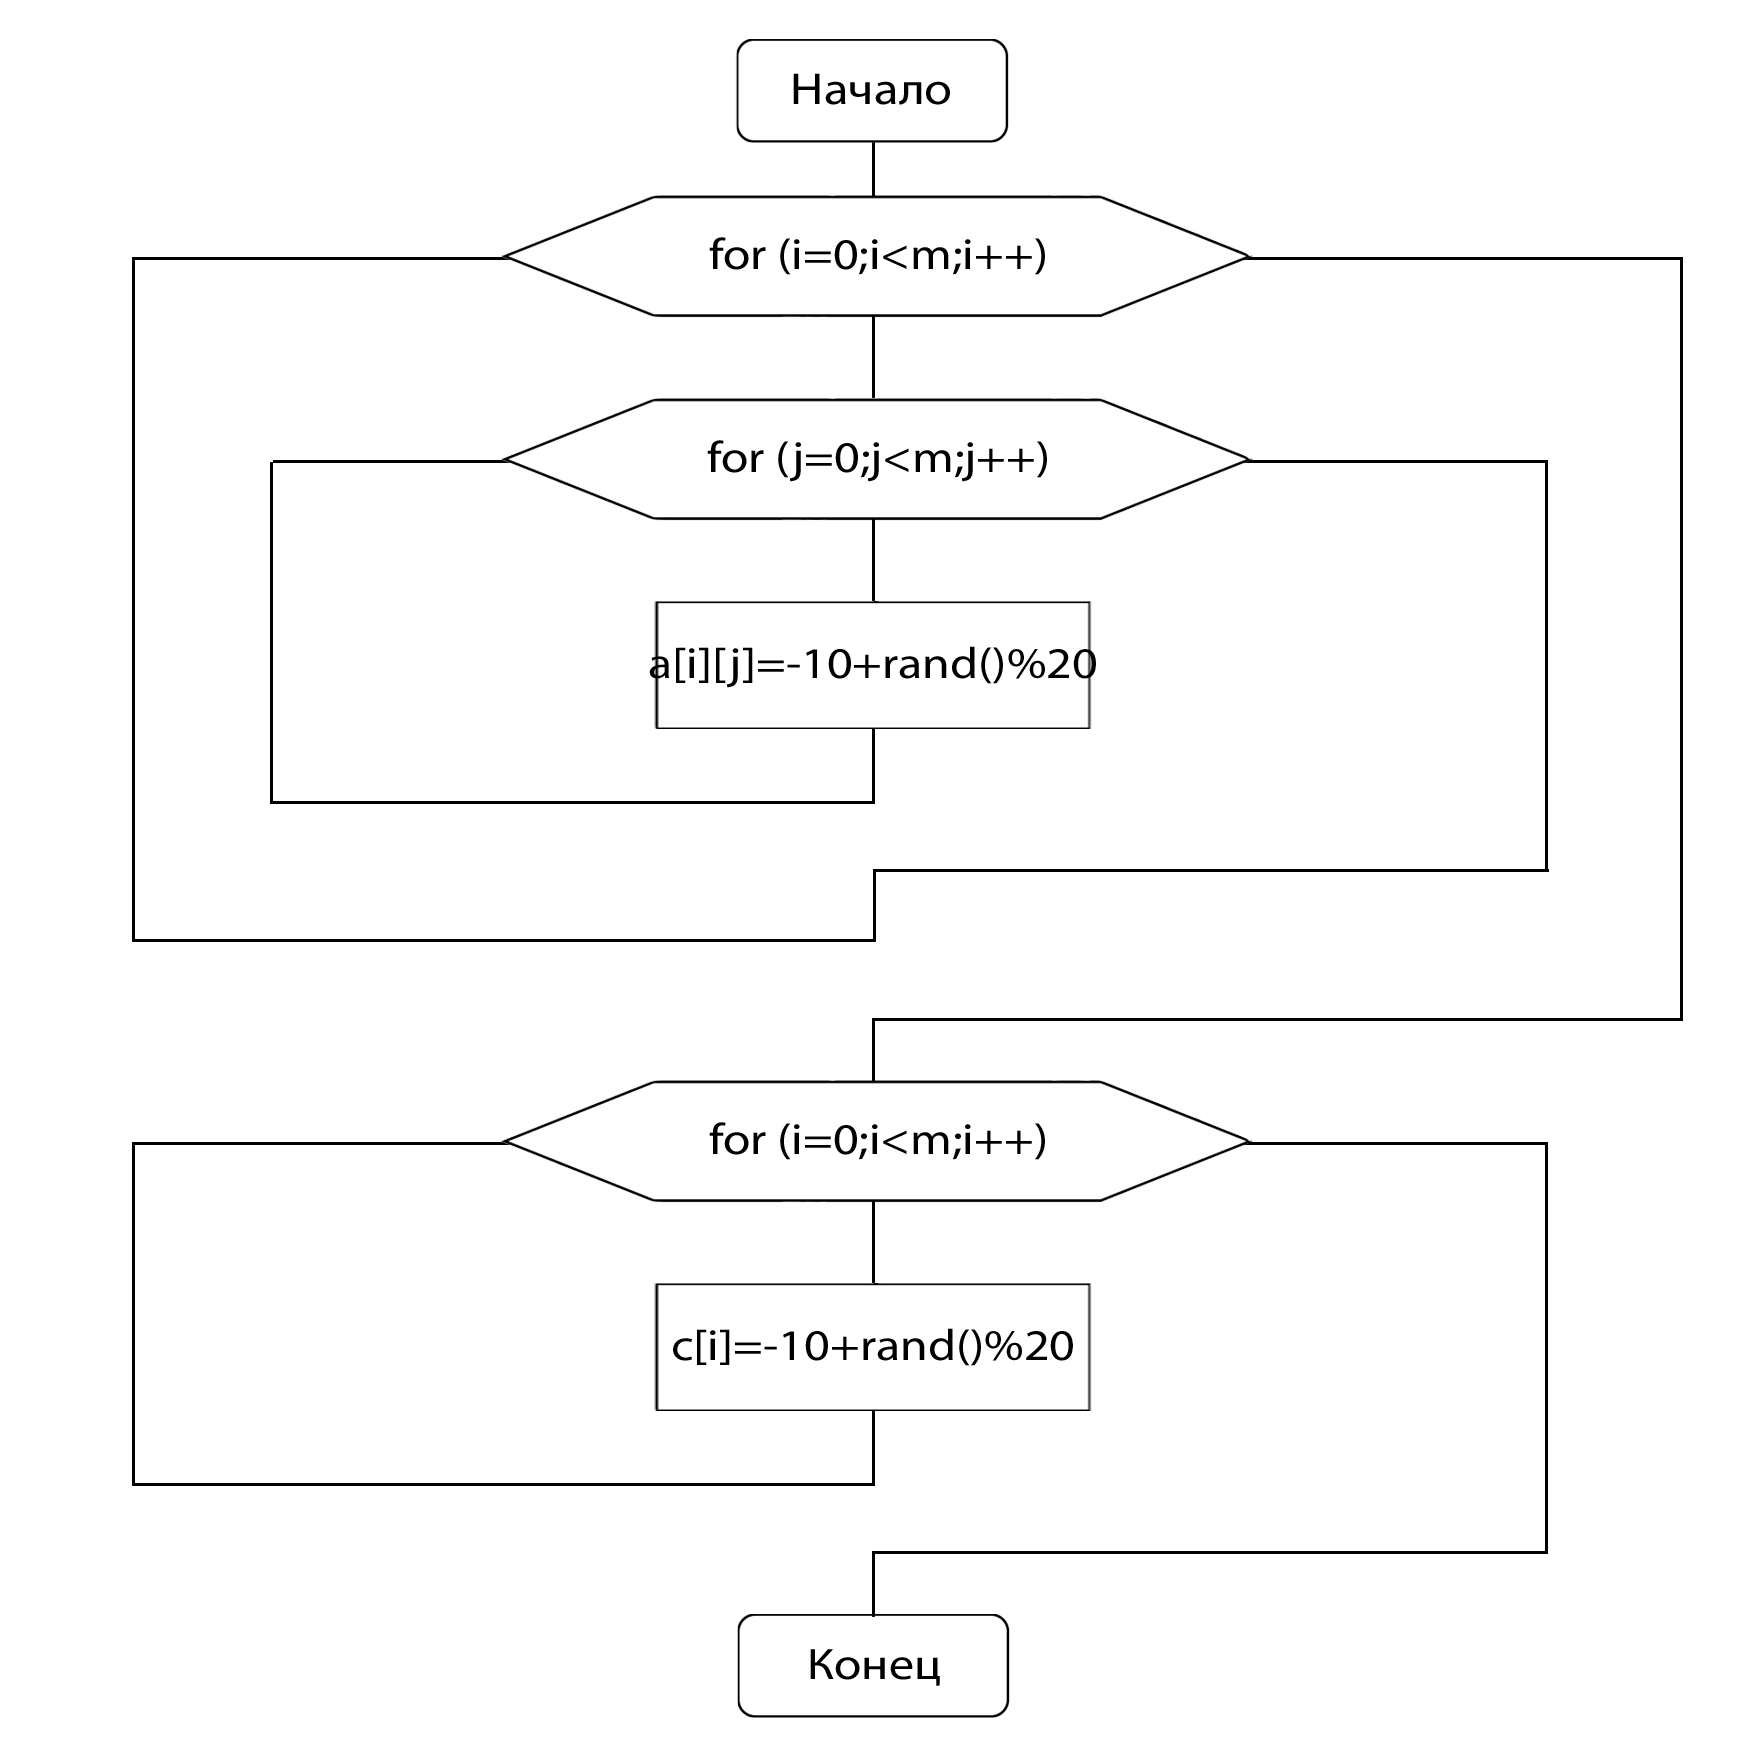 Начало
for (i=0;i<m;i++)
for (j=0;j<m;j++)
a[i][j]=-10+rand()%20
for (i=0;i<m;i++)
c[i]=-10+rand()%20
Конец